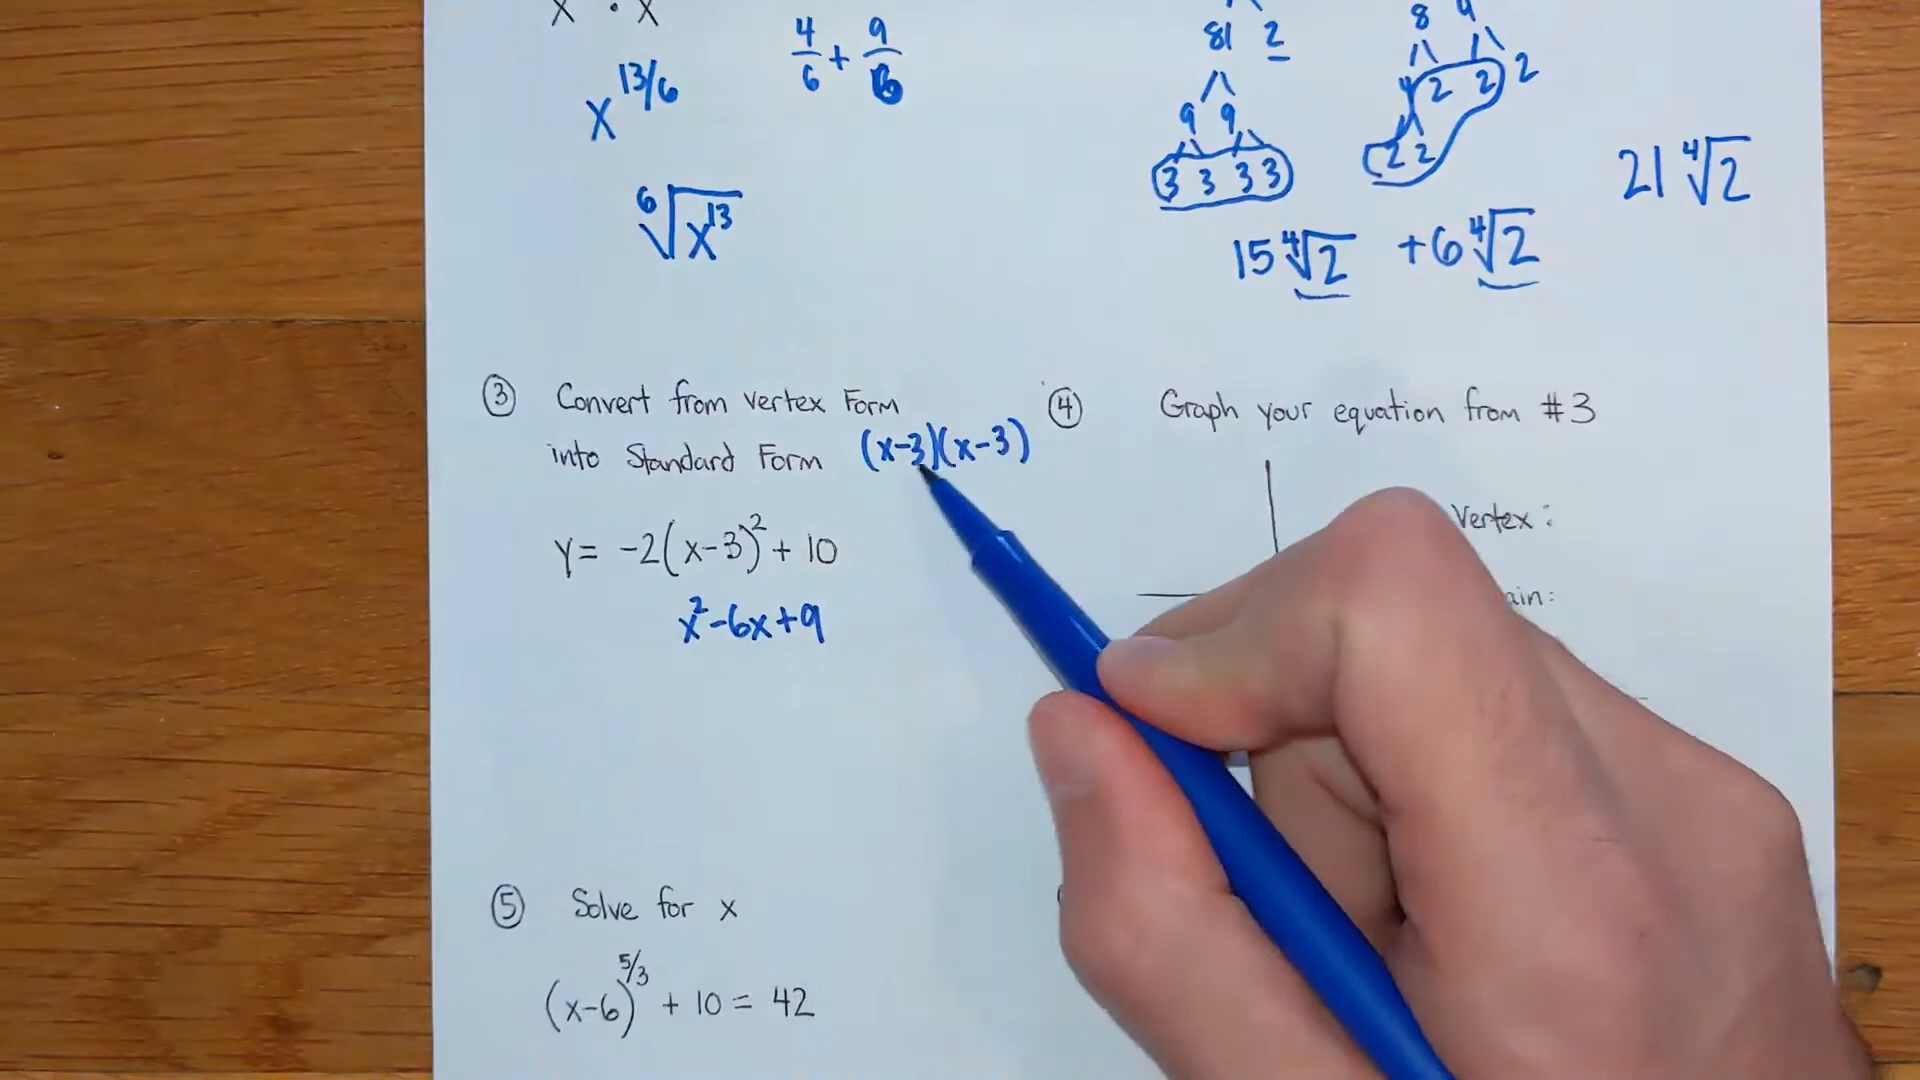 x · x
x^13/6
4/6 + 9/6
⁶√x^13
81 2
9 9
3 3 3 3
8 4
4 2 2 2
2 2
15 ⁴√2 + 6 ⁴√2
21 ⁴√2
③ Convert from vertex Form
into Standard Form (x-3)(x-3)
y = -2(x-3)² + 10
x²-6x+9
④ Graph your equation from #3
Vertex:
⑤ Solve for x
(x-6)^5/3 + 10 = 42